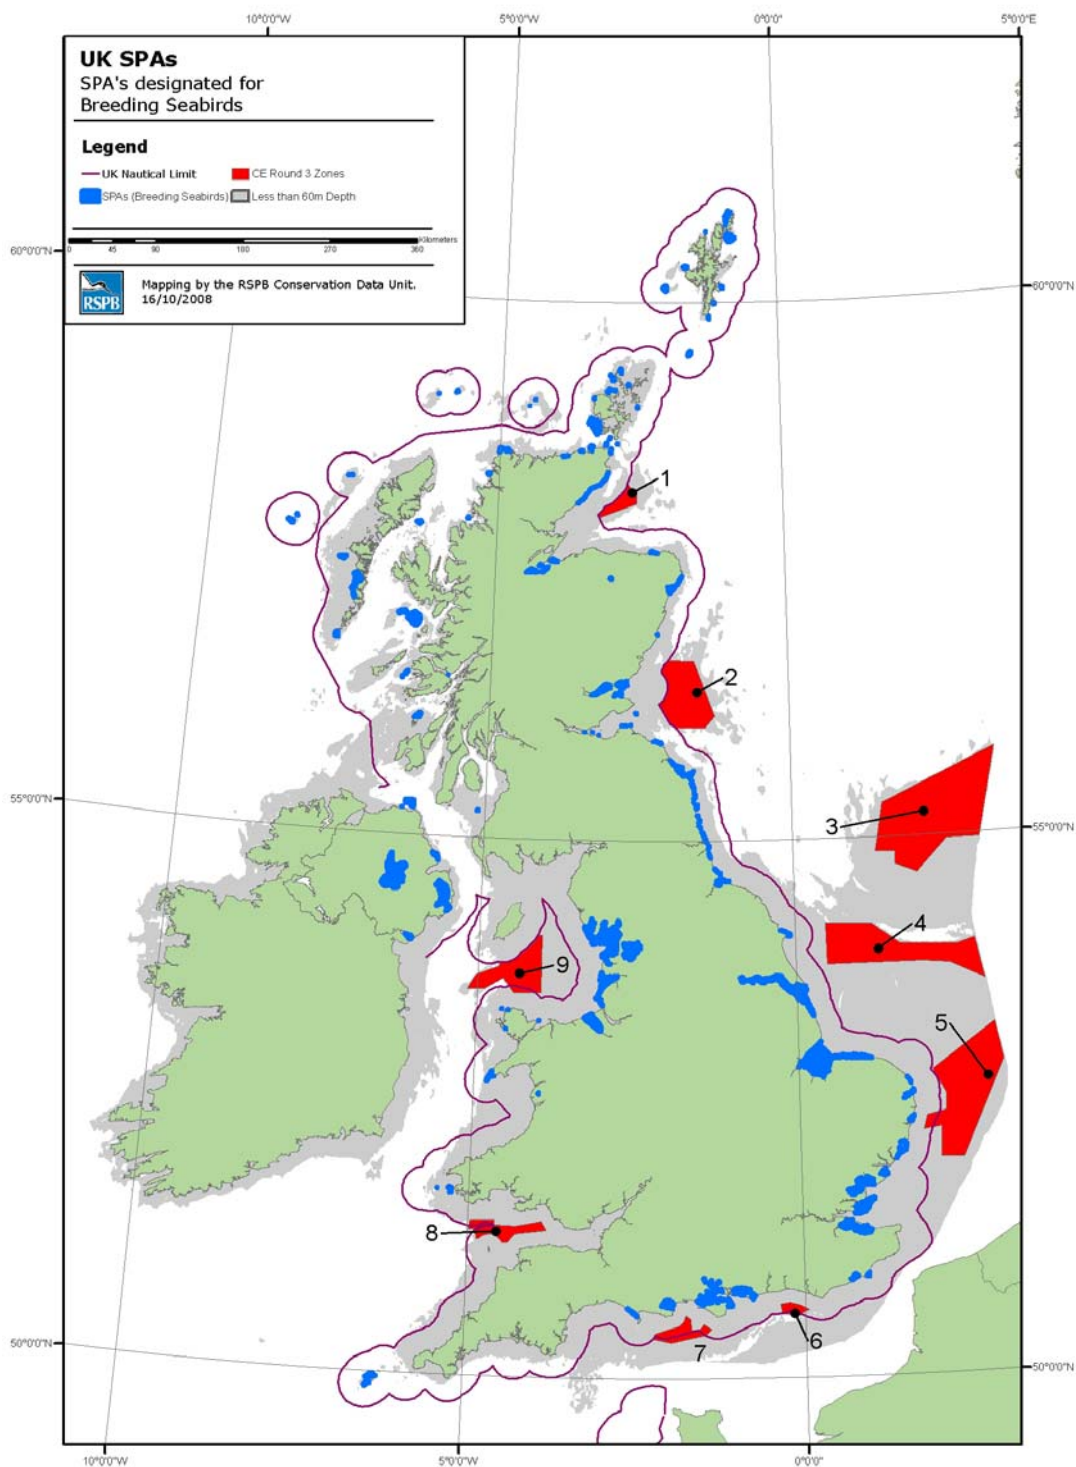 10°0'0"W 5°0'0"W 0°0'0" 5°0'0"E
UK SPAs
SPA's designated for
Breeding Seabirds
Legend
UK Nautical Limit CE Round 3 Zones
SPAs (Breeding Seabirds) Less than 60m Depth
Kilometers
0 45 90 180 270 360
RSPB
Mapping by the RSPB Conservation Data Unit.
16/10/2008
60°0'0"N
60°0'0"N
1
2
3
55°0'0"N
55°0'0"N
4
9
5
8
6
7
50°0'0"N
50°0'0"N
10°0'0"W 5°0'0"W 0°0'0"